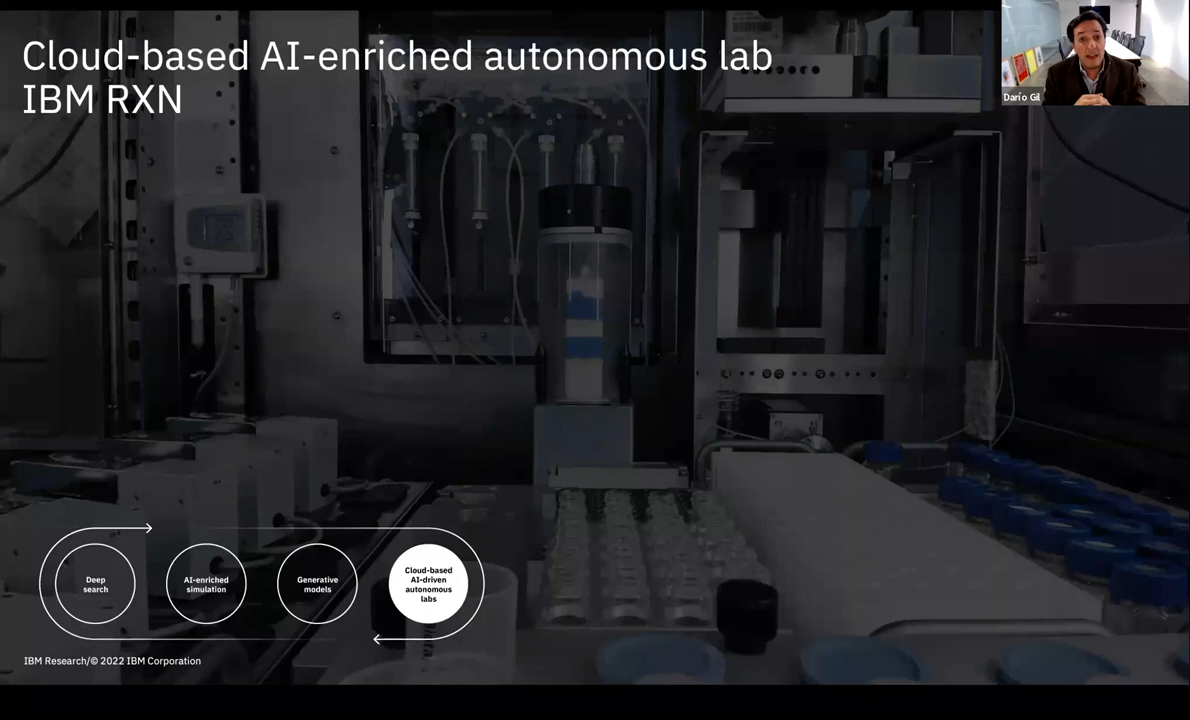 Cloud-based AI-enriched autonomous lab
IBM RXN
Darío Gil
Deep
search
AI-enriched
simulation
Generative
models
Cloud-based
AI-driven
autonomous
labs
IBM Research/© 2022 IBM Corporation